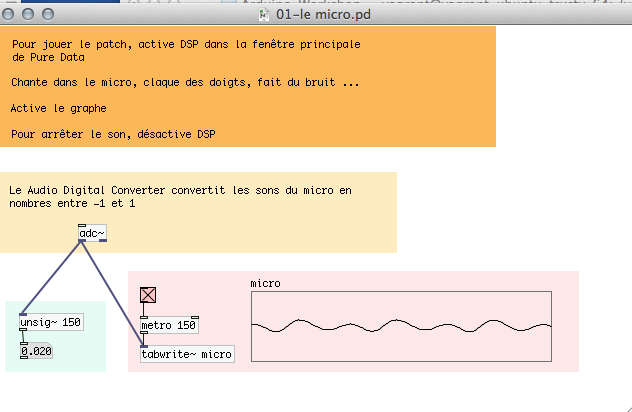 01-le micro.pd
Pour jouer le patch, active DSP dans la fenêtre principale
de Pure Data
Chante dans le micro, claque des doigts, fait du bruit ...
Active le graphe
Pour arrêter le son, désactive DSP
Le Audio Digital Converter convertit les sons du micro en
nombres entre -1 et 1
adc~
micro
unsig~ 150
metro 150
0.020
tabwrite~ micro